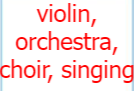 violin,
orchestra,
choir, singing